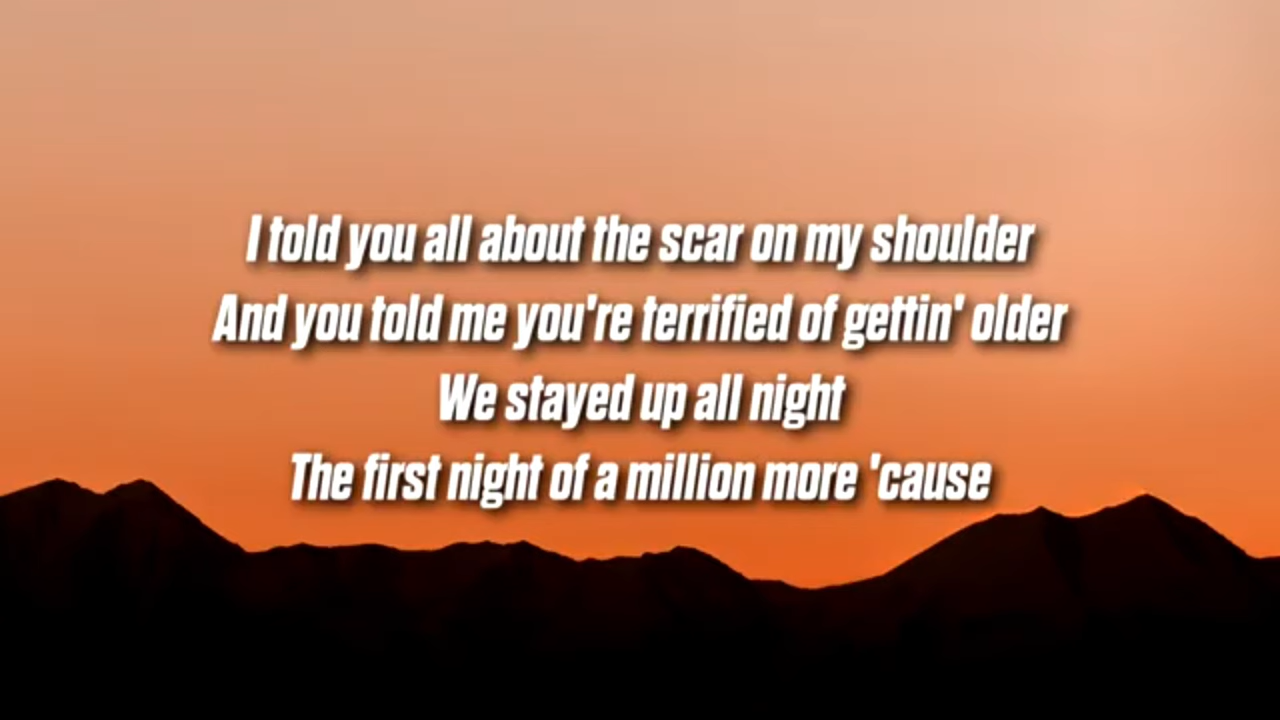 I told you all about the scar on my shoulder
And you told me you're terrified of gettin' older
We stayed up all night
The first night of a million more 'cause